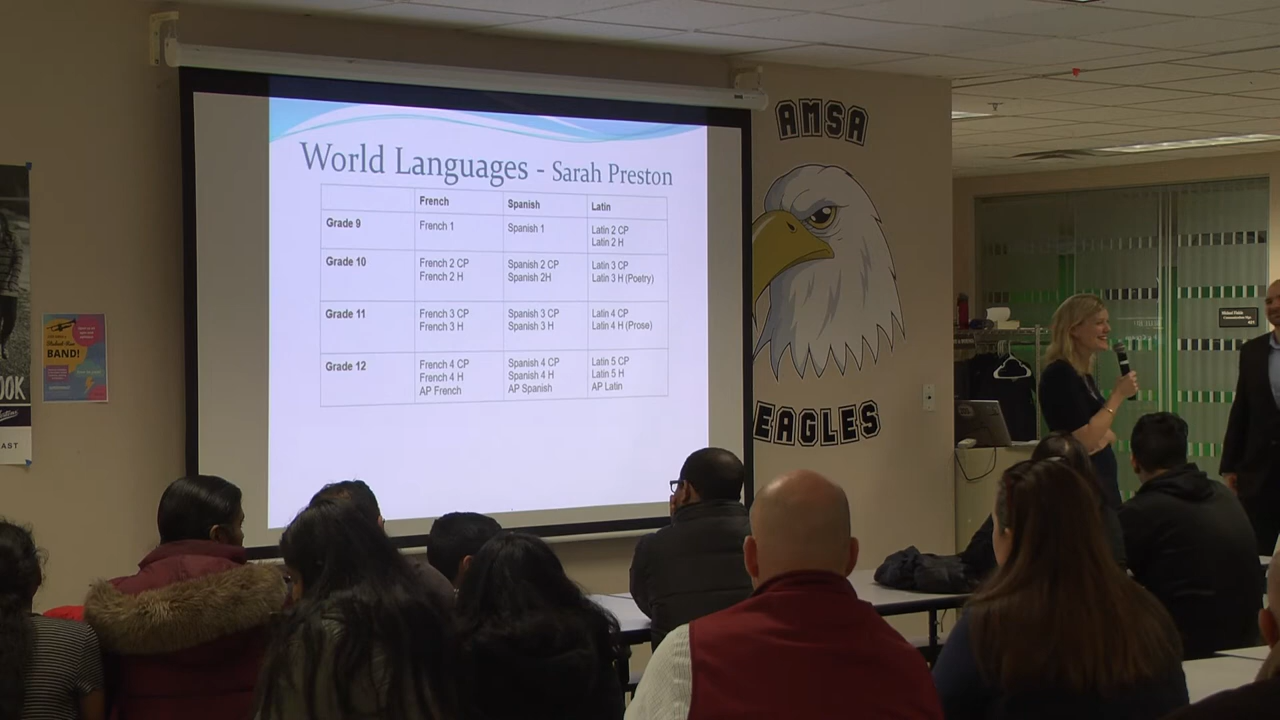 AMSA
World Languages - Sarah Preston
French Spanish Latin
Grade 9 French 1 Spanish 1 Latin 2 CP
Latin 2 H
Grade 10 French 2 CP Spanish 2 CP Latin 3 CP
French 2 H Spanish 2H Latin 3 H (Poetry)
Grade 11 French 3 CP Spanish 3 CP Latin 4 CP
French 3 H Spanish 3 H Latin 4 H (Prose)
Grade 12 French 4 CP Spanish 4 CP Latin 5 CP
French 4 H Spanish 4 H Latin 5 H
AP French AP Spanish AP Latin
EAGLES
BAND!
OOK
AST